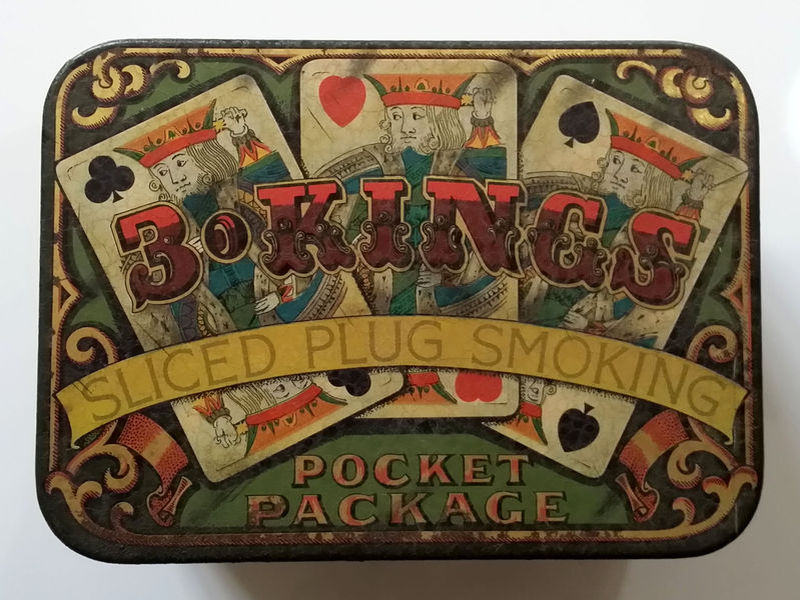 3•KINGS
SLICED PLUG SMOKING
POCKET
PACKAGE